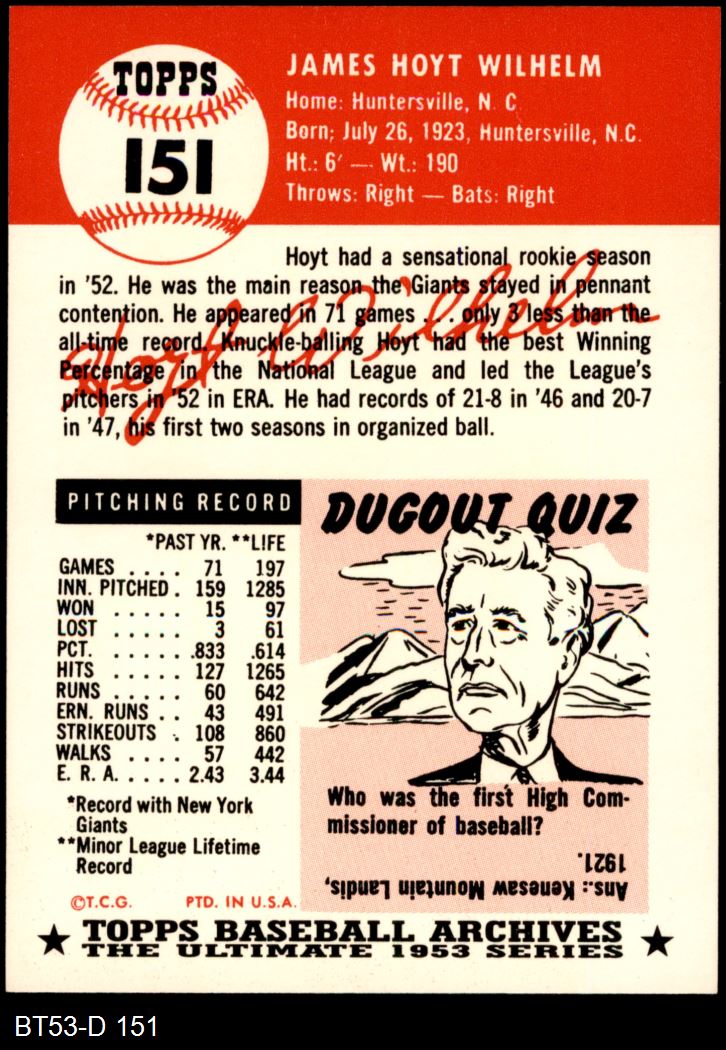 TOPPS
151
JAMES HOYT WILHELM
Home: Huntersville, N. C
Born; July 26, 1923, Huntersville, N.C.
Ht.: 6' — Wt.: 190
Throws: Right — Bats: Right
Hoyt had a sensational rookie season
in '52. He was the main reason the Giants stayed in pennant
contention. He appeared in 71 games . . . only 3 less than the
all-time record. Knuckle-balling Hoyt had the best Winning
Percentage in the National League and led the League's
pitchers in '52 in ERA. He had records of 21-8 in '46 and 20-7
in '47, his first two seasons in organized ball.
Hoyt Wilhelm
PITCHING RECORD
*PAST YR. **LIFE
GAMES . . . . 71 197
INN. PITCHED . 159 1285
WON . . . . . 15 97
LOST . . . . . 3 61
PCT. . . . . . .833 .614
HITS . . . . . 127 1265
RUNS . . . . . 60 642
ERN. RUNS . . 43 491
STRIKEOUTS . 108 860
WALKS . . . . 57 442
E. R. A. . . . . 2.43 3.44
*Record with New York
Giants
**Minor League Lifetime
Record
©T.C.G. PTD. IN U.S.A.
DUGOUT QUIZ
Who was the first High Com-
missioner of baseball?
Ans.: Kenesaw Mountain Landis,
1921.
TOPPS BASEBALL ARCHIVES
THE ULTIMATE 1953 SERIES
BT53-D 151